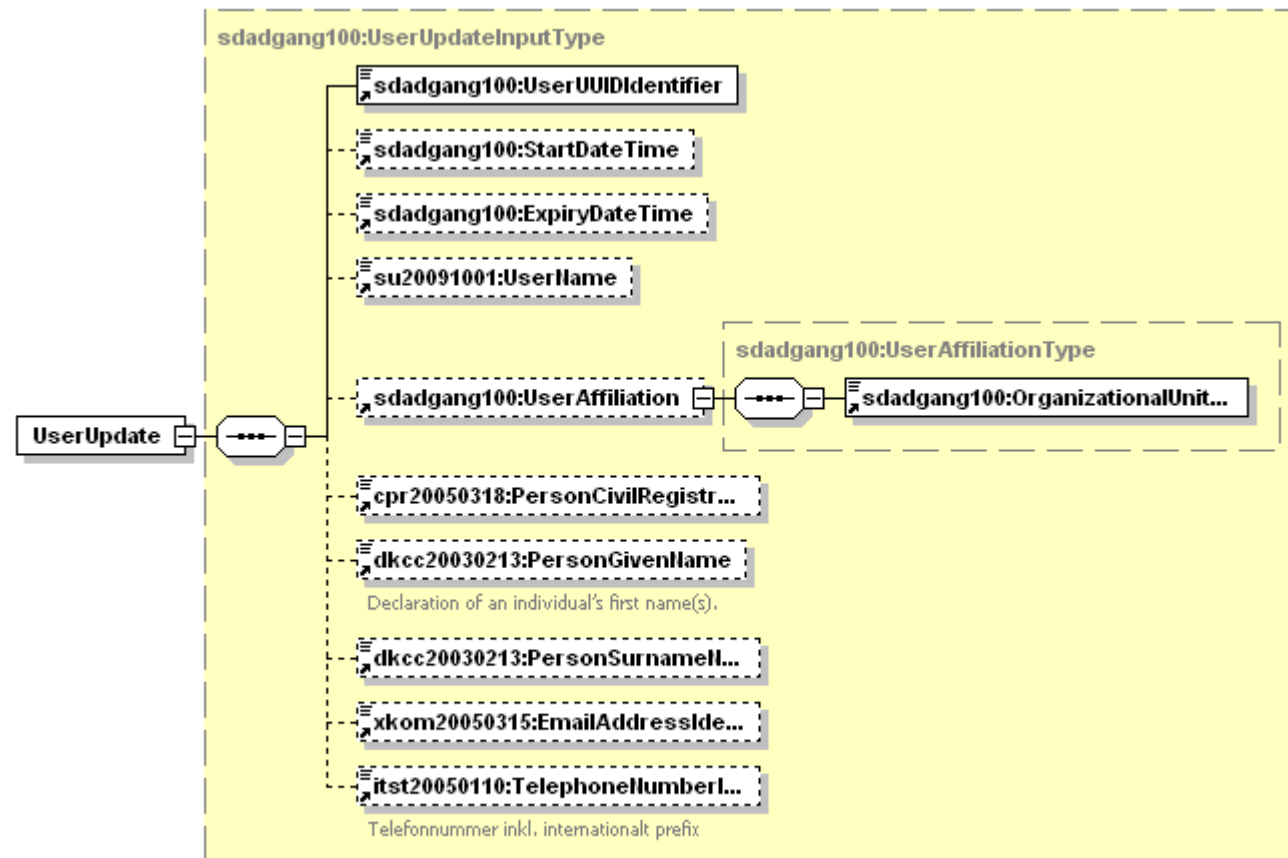 sdadgang100:UserUpdateInputType
sdadgang100:UserUUIDIdentifier
sdadgang100:StartDateTime
sdadgang100:ExpiryDateTime
su20091001:UserName
sdadgang100:UserAffiliationType
sdadgang100:UserAffiliation
sdadgang100:OrganizationalUnit...
UserUpdate
cpr20050318:PersonCivilRegistr...
dkcc20030213:PersonGivenName
Declaration of an individual's first name(s).
dkcc20030213:PersonSurnameN...
xkom20050315:EmailAddressIde...
itst20050110:TelephoneNumberI...
Telefonnummer inkl. internationalt prefix